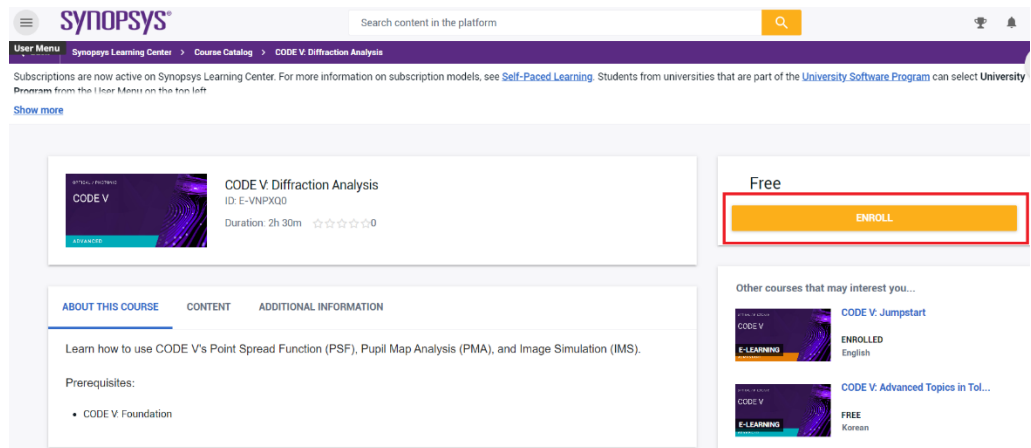 SYNOPSYS®
Search content in the platform
User Menu
Synopsys Learning Center > Course Catalog > CODE V: Diffraction Analysis
Subscriptions are now active on Synopsys Learning Center. For more information on subscription models, see Self-Paced Learning. Students from universities that are part of the University Software Program can select University
Program from the User Menu on the top left
Show more
OPTICAL / PHOTONIC
CODE V
ADVANCED
CODE V: Diffraction Analysis
ID: E-VNPXQ0
Duration: 2h 30m ☆☆☆☆☆0
Free
ENROLL
ABOUT THIS COURSE CONTENT ADDITIONAL INFORMATION
Learn how to use CODE V's Point Spread Function (PSF), Pupil Map Analysis (PMA), and Image Simulation (IMS).
Prerequisites:
• CODE V: Foundation
Other courses that may interest you...
CODE V
E-LEARNING
CODE V: Jumpstart
ENROLLED
English
CODE V
E-LEARNING
CODE V: Advanced Topics in Tol...
FREE
Korean